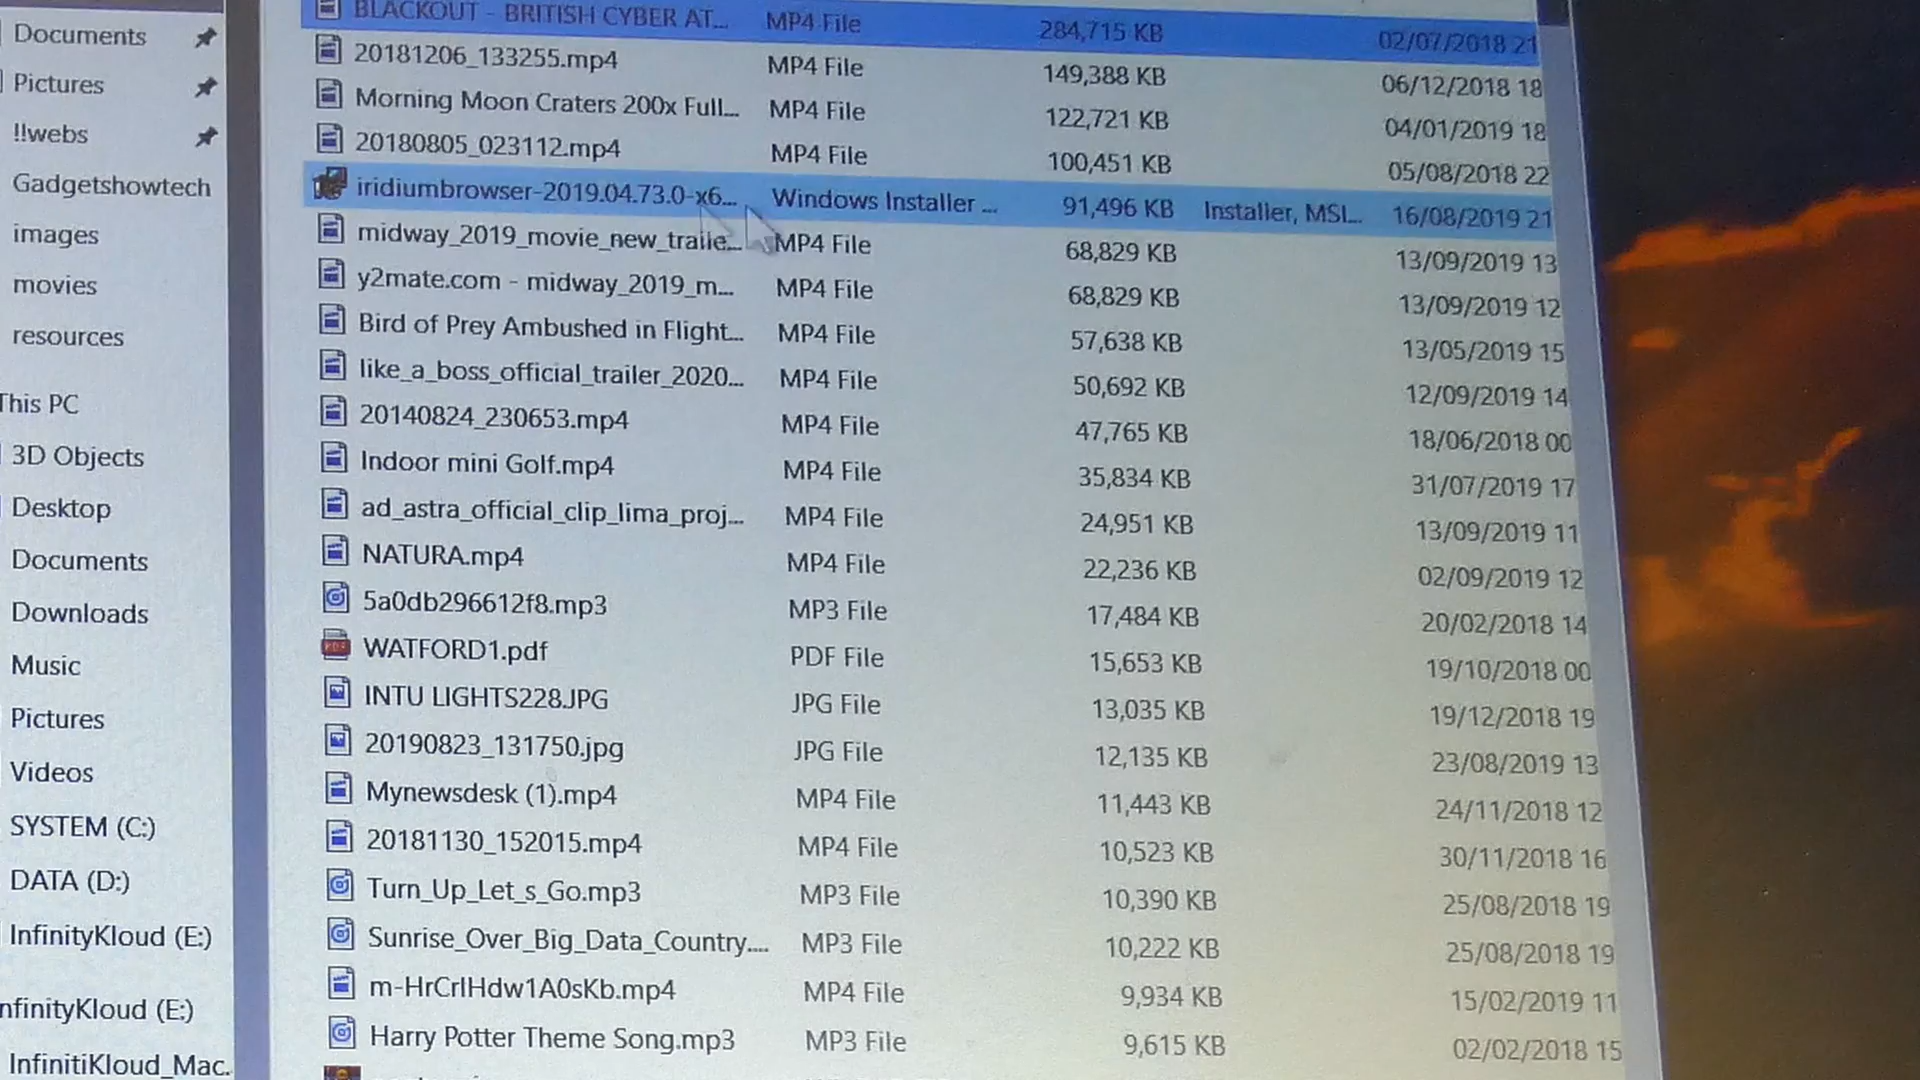 Documents
Pictures
!!webs
Gadgetshowtech
images
movies
resources
This PC
3D Objects
Desktop
Documents
Downloads
Music
Pictures
Videos
SYSTEM (C:)
DATA (D:)
InfinityKloud (E:)
nfinityKloud (E:)
InfinitiKloud_Mac.
BLACKOUT - BRITISH CYBER AT... MP4 File 284,715 KB 02/07/2018 21
20181206_133255.mp4 MP4 File 149,388 KB 06/12/2018 18
Morning Moon Craters 200x Full... MP4 File 122,721 KB 04/01/2019 18
20180805_023112.mp4 MP4 File 100,451 KB 05/08/2018 22
iridiumbrowser-2019.04.73.0-x6... Windows Installer ... 91,496 KB Installer, MSI... 16/08/2019 21
midway_2019_movie_new_traile... MP4 File 68,829 KB 13/09/2019 13
y2mate.com - midway_2019_m... MP4 File 68,829 KB 13/09/2019 12
Bird of Prey Ambushed in Flight... MP4 File 57,638 KB 13/05/2019 15
like_a_boss_official_trailer_2020... MP4 File 50,692 KB 12/09/2019 14
20140824_230653.mp4 MP4 File 47,765 KB 18/06/2018 00
Indoor mini Golf.mp4 MP4 File 35,834 KB 31/07/2019 17
ad_astra_official_clip_lima_proj... MP4 File 24,951 KB 13/09/2019 11
NATURA.mp4 MP4 File 22,236 KB 02/09/2019 12
5a0db296612f8.mp3 MP3 File 17,484 KB 20/02/2018 14
WATFORD1.pdf PDF File 15,653 KB 19/10/2018 00
INTU LIGHTS228.JPG JPG File 13,035 KB 19/12/2018 19
20190823_131750.jpg JPG File 12,135 KB 23/08/2019 13
Mynewsdesk (1).mp4 MP4 File 11,443 KB 24/11/2018 12
20181130_152015.mp4 MP4 File 10,523 KB 30/11/2018 16
Turn_Up_Let_s_Go.mp3 MP3 File 10,390 KB 25/08/2018 19
Sunrise_Over_Big_Data_Country.... MP3 File 10,222 KB 25/08/2018 19
m-HrCrlHdw1A0sKb.mp4 MP4 File 9,934 KB 15/02/2019 11
Harry Potter Theme Song.mp3 MP3 File 9,615 KB 02/02/2018 15